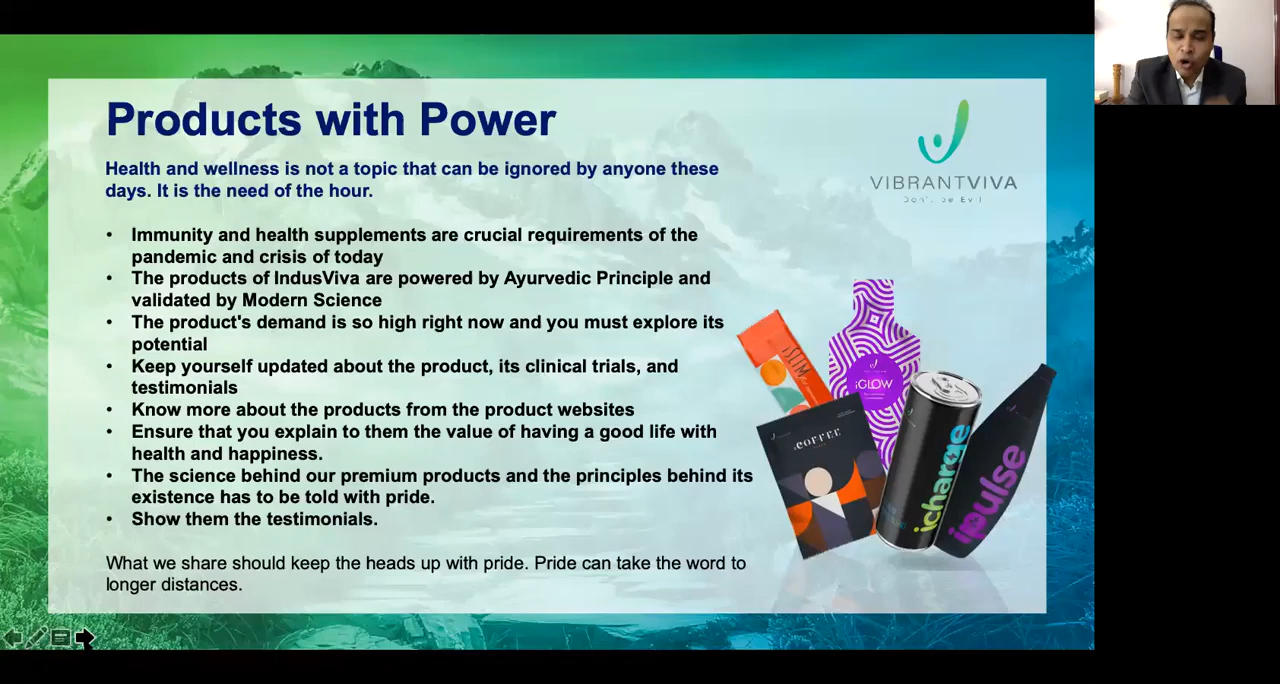 Products with Power
Health and wellness is not a topic that can be ignored by anyone these
days. It is the need of the hour.
• Immunity and health supplements are crucial requirements of the
pandemic and crisis of today
• The products of IndusViva are powered by Ayurvedic Principle and
validated by Modern Science
• The product's demand is so high right now and you must explore its
potential
• Keep yourself updated about the product, its clinical trials, and
testimonials
• Know more about the products from the product websites
• Ensure that you explain to them the value of having a good life with
health and happiness.
• The science behind our premium products and the principles behind its
existence has to be told with pride.
• Show them the testimonials.
What we share should keep the heads up with pride. Pride can take the word to
longer distances.
VIBRANTVIVA
Don't be Evil
iSLIM
iGLOW
iCOFFEE
icharge
ipulse